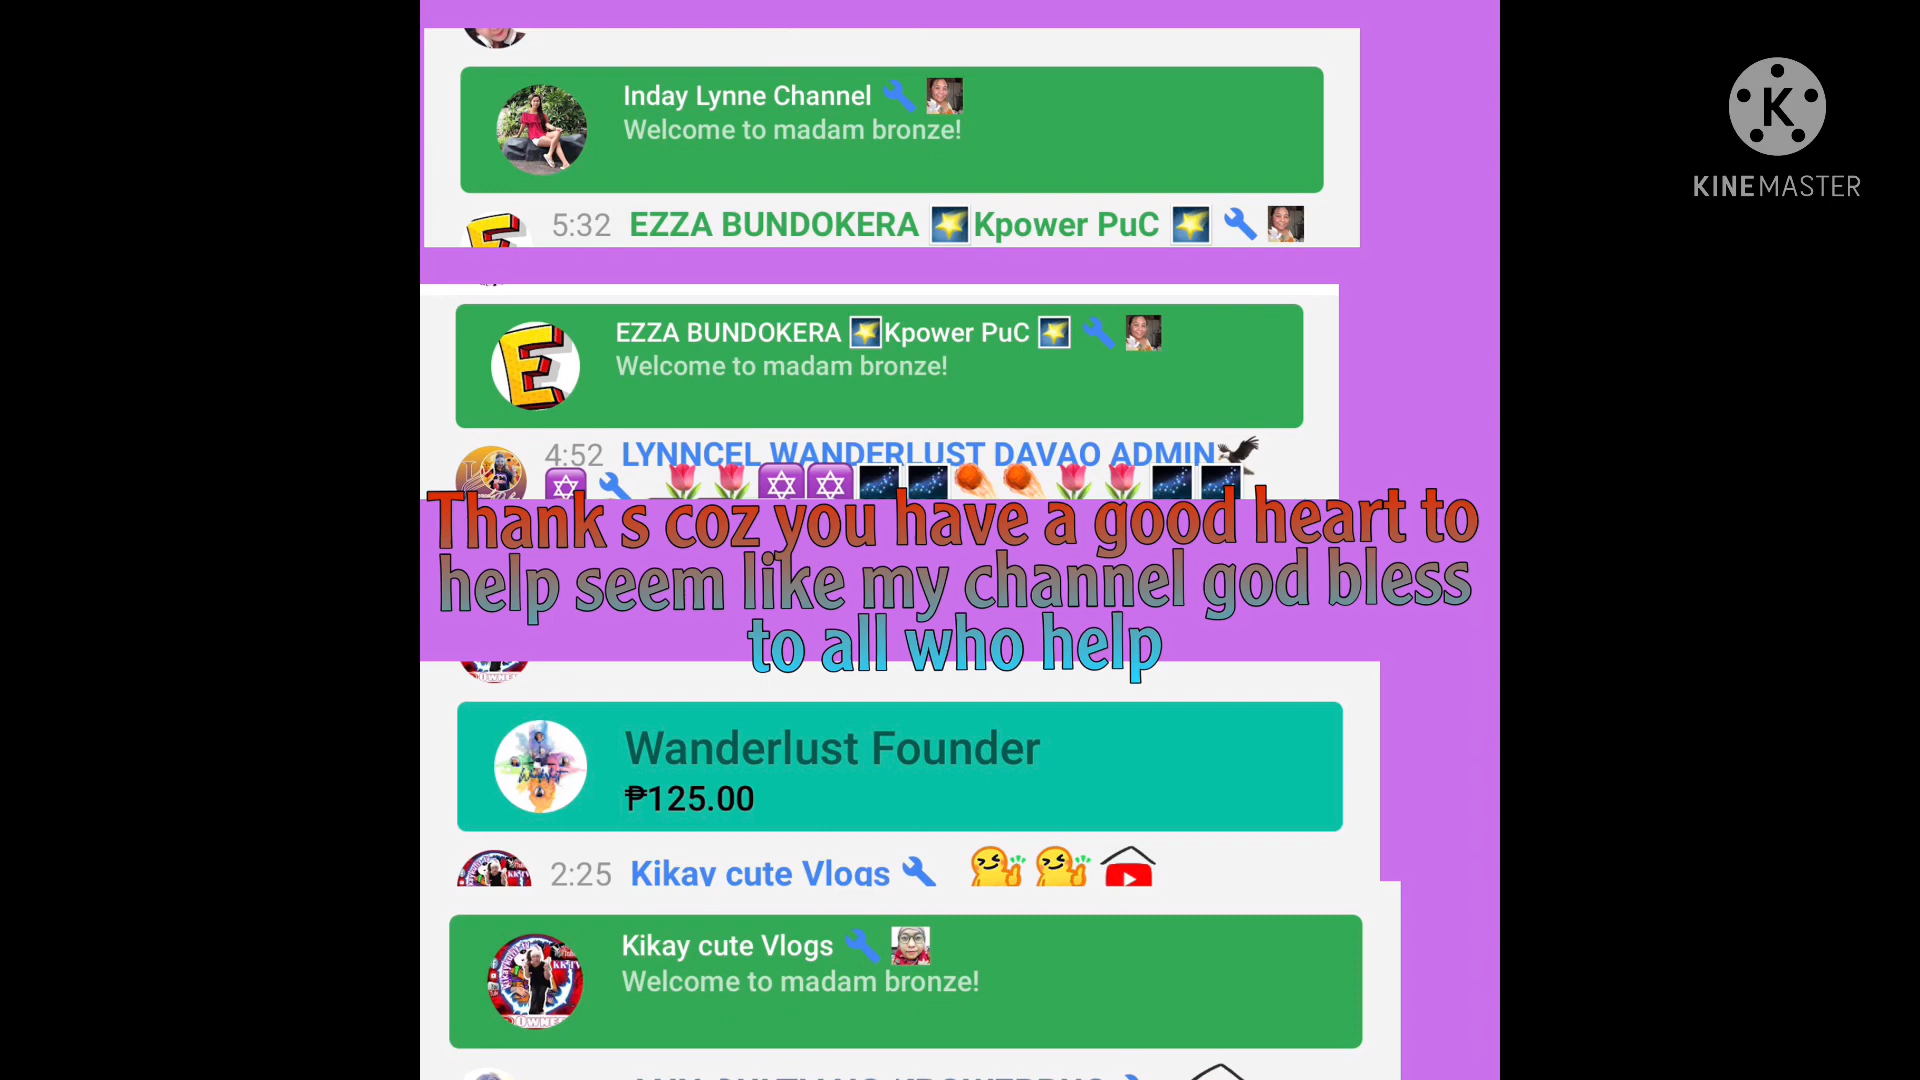 Inday Lynne Channel
Welcome to madam bronze!
5:32 EZZA BUNDOKERA Kpower PuC
EZZA BUNDOKERA Kpower PuC
Welcome to madam bronze!
4:52 LYNNCEL WANDERLUST DAVAO ADMIN
Thank s coz you have a good heart to
help seem like my channel god bless
to all who help
Wanderlust Founder
₱125.00
2:25 Kikay cute Vlogs
Kikay cute Vlogs
Welcome to madam bronze!
KINEMASTER